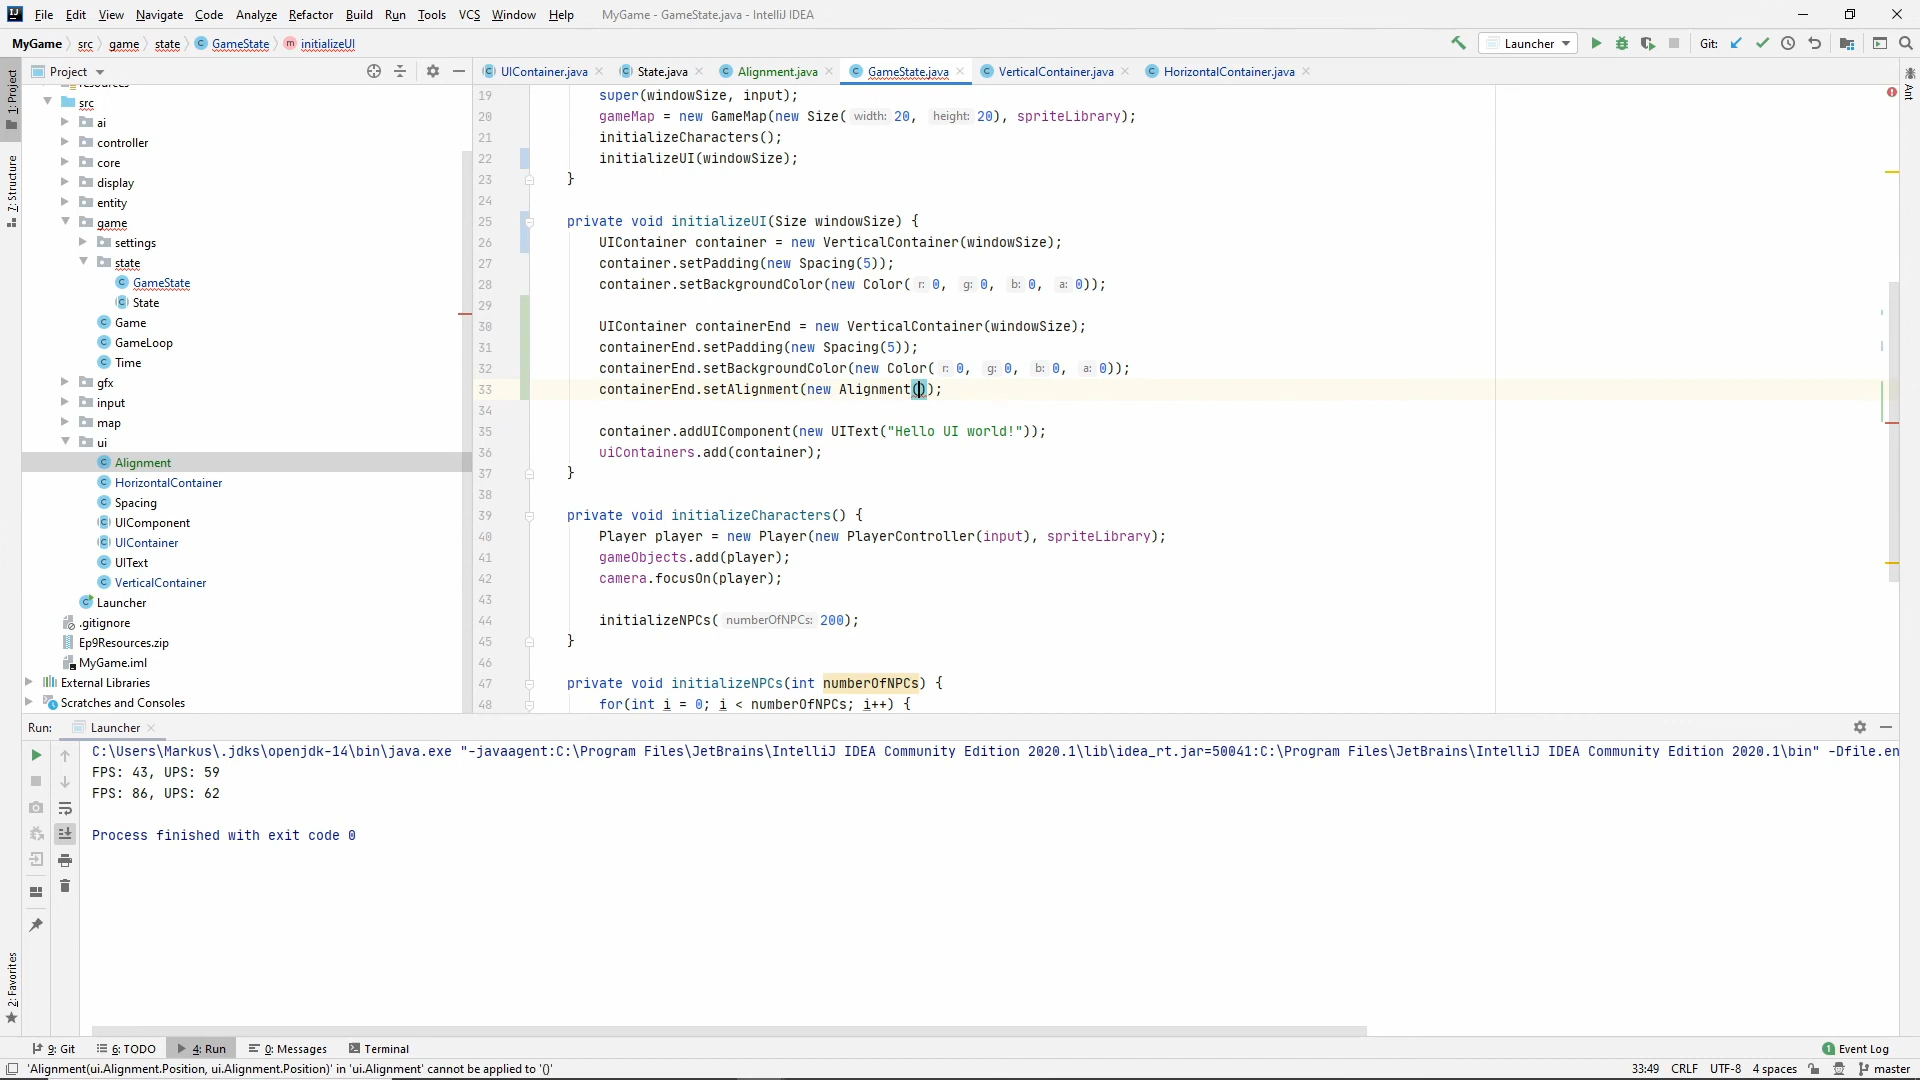 File Edit View Navigate Code Analyze Refactor Build Run Tools VCS Window Help MyGame - GameState.java - IntelliJ IDEA
MyGame src game state GameState initializeUI Launcher Git:
Project UIContainer.java State.java Alignment.java GameState.java VerticalContainer.java HorizontalContainer.java
1: Project
7: Structure
2: Favorites
Ant
src
ai
controller
core
display
entity
game
settings
state
GameState
State
Game
GameLoop
Time
gfx
input
map
ui
Alignment
HorizontalContainer
Spacing
UIComponent
UIContainer
UIText
VerticalContainer
Launcher
.gitignore
Ep9Resources.zip
MyGame.iml
External Libraries
Scratches and Consoles
19 super(windowSize, input);
20 gameMap = new GameMap(new Size( width: 20, height: 20), spriteLibrary);
21 initializeCharacters();
22 initializeUI(windowSize);
23 }
24
25 private void initializeUI(Size windowSize) {
26 UIContainer container = new VerticalContainer(windowSize);
27 container.setPadding(new Spacing(5));
28 container.setBackgroundColor(new Color( r: 0, g: 0, b: 0, a: 0));
29
30 UIContainer containerEnd = new VerticalContainer(windowSize);
31 containerEnd.setPadding(new Spacing(5));
32 containerEnd.setBackgroundColor(new Color( r: 0, g: 0, b: 0, a: 0));
33 containerEnd.setAlignment(new Alignment());
34
35 container.addUIComponent(new UIText("Hello UI world!"));
36 uiContainers.add(container);
37 }
38
39 private void initializeCharacters() {
40 Player player = new Player(new PlayerController(input), spriteLibrary);
41 gameObjects.add(player);
42 camera.focusOn(player);
43
44 initializeNPCs( numberOfNPCs: 200);
45 }
46
47 private void initializeNPCs(int numberOfNPCs) {
48 for(int i = 0; i < numberOfNPCs; i++) {
Run: Launcher
C:\Users\Markus\.jdks\openjdk-14\bin\java.exe "-javaagent:C:\Program Files\JetBrains\IntelliJ IDEA Community Edition 2020.1\lib\idea_rt.jar=50041:C:\Program Files\JetBrains\IntelliJ IDEA Community Edition 2020.1\bin" -Dfile.en
FPS: 43, UPS: 59
FPS: 86, UPS: 62
Process finished with exit code 0
9: Git 6: TODO 4: Run 0: Messages Terminal 1 Event Log
'Alignment(ui.Alignment.Position, ui.Alignment.Position)' in 'ui.Alignment' cannot be applied to '()' 33:49 CRLF UTF-8 4 spaces master